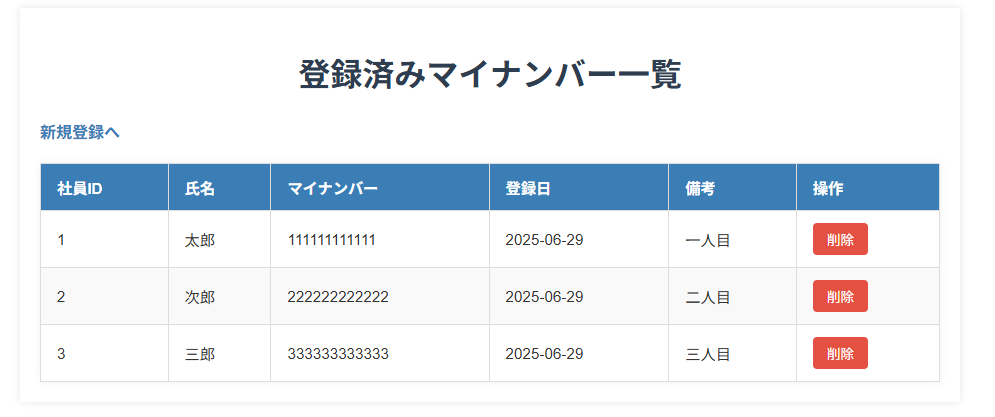 登録済みマイナンバー一覧
新規登録へ
社員ID 氏名 マイナンバー 登録日 備考 操作
1 太郎 111111111111 2025-06-29 一人目 削除
2 次郎 222222222222 2025-06-29 二人目 削除
3 三郎 333333333333 2025-06-29 三人目 削除